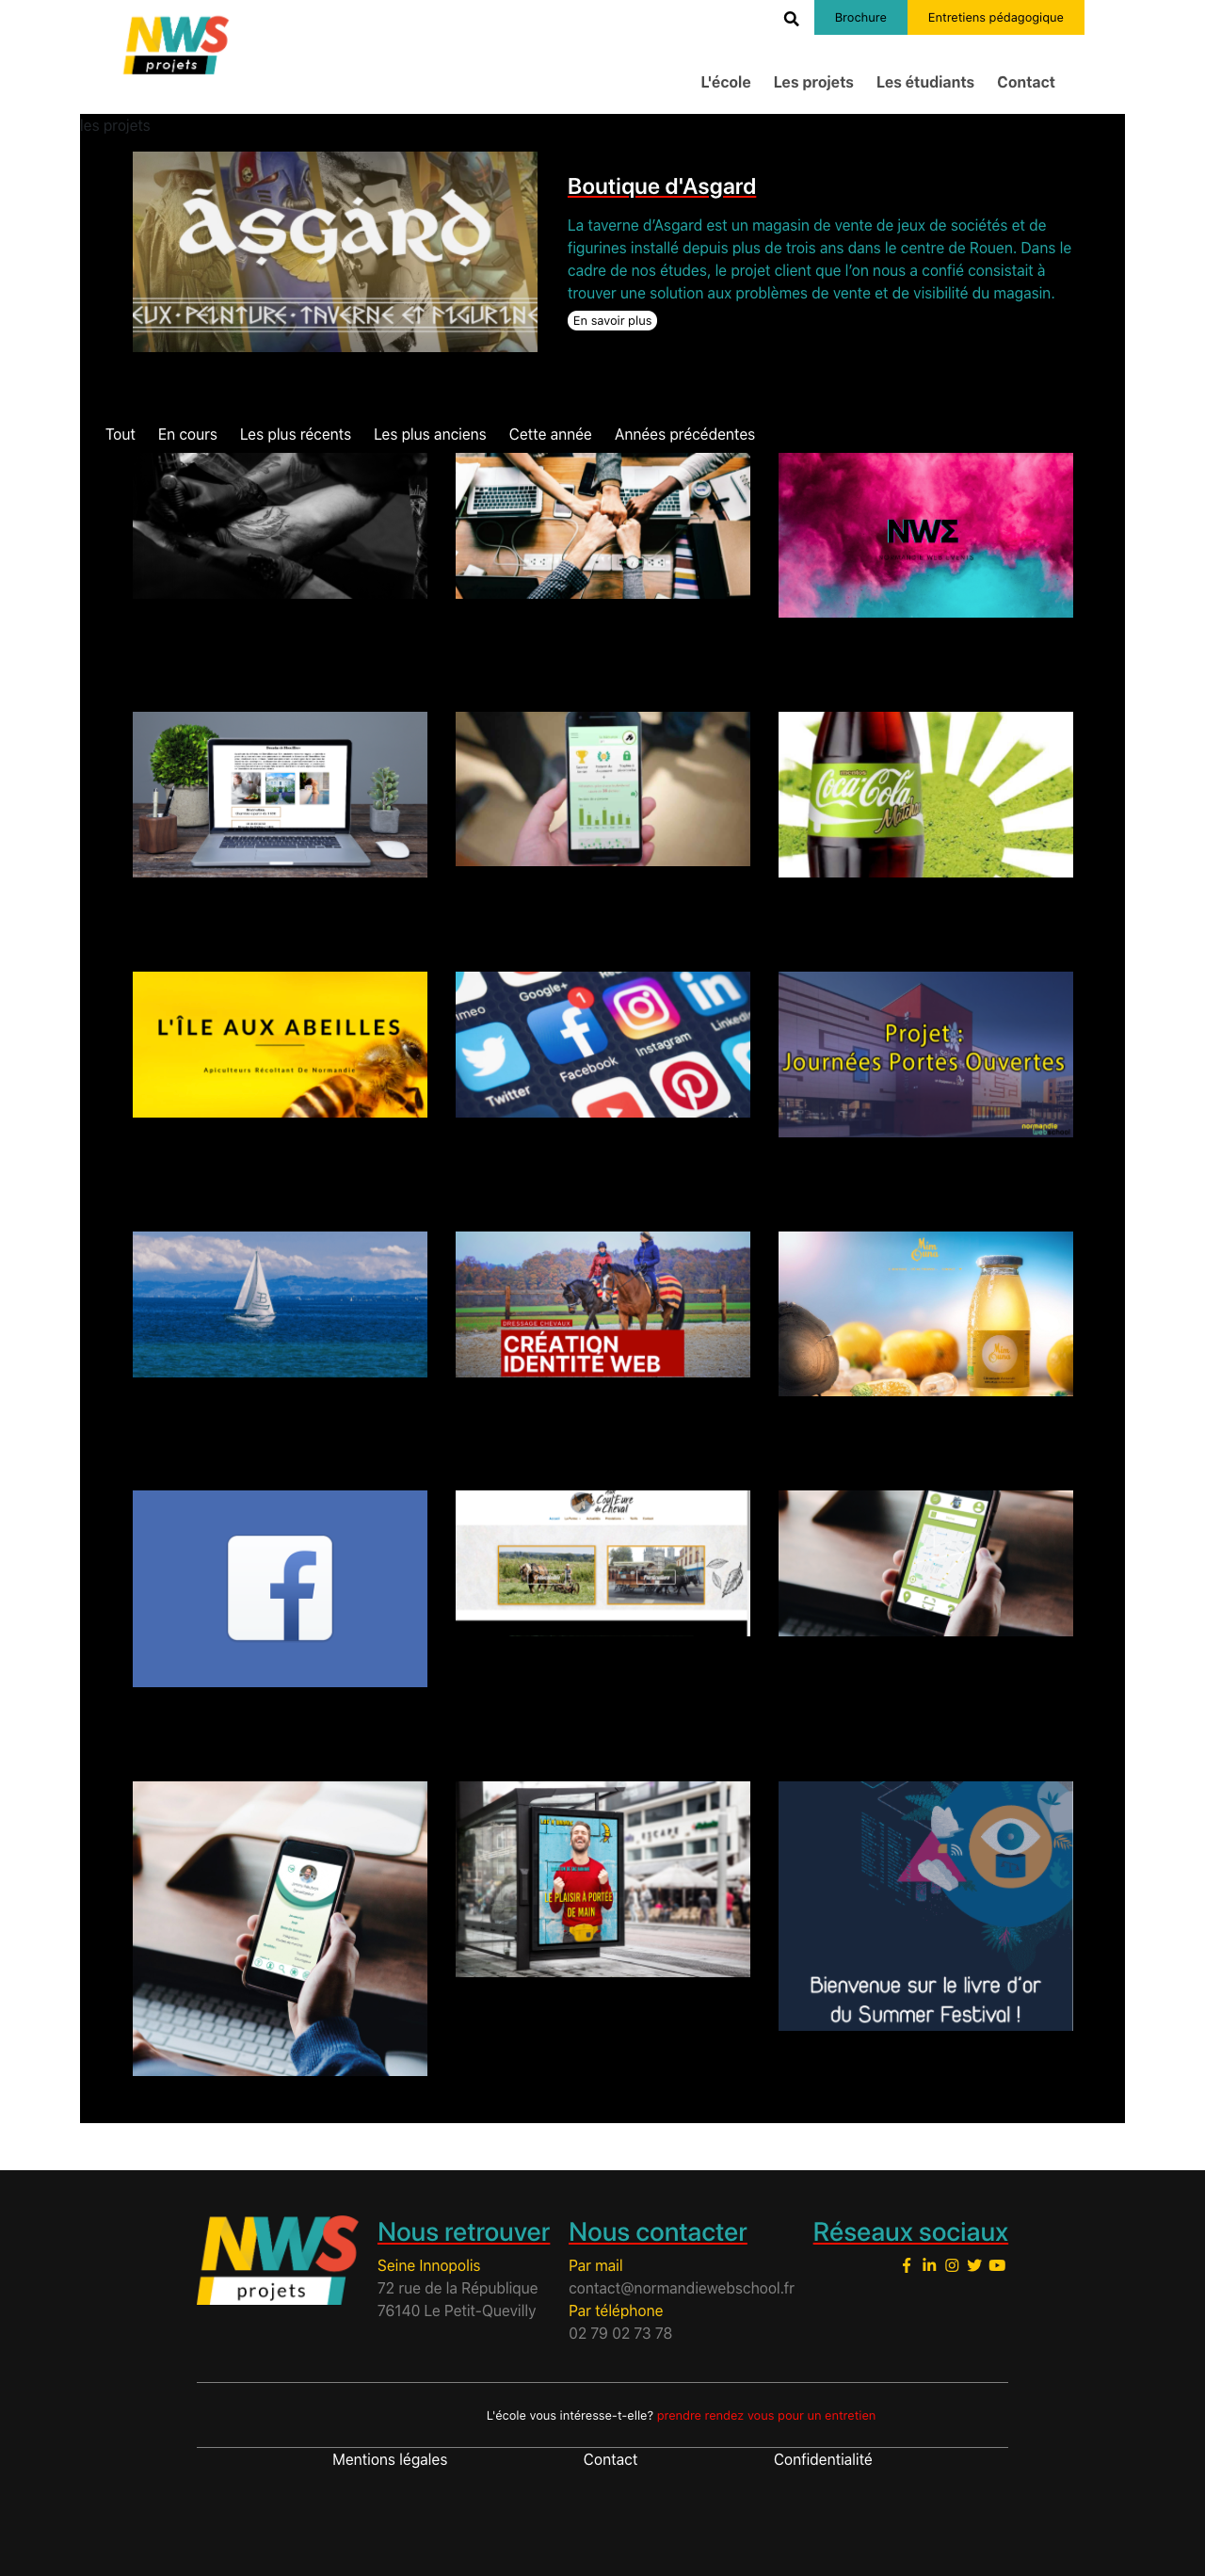 NWS
projets
Brochure
Entretiens pédagogique
L'école
Les projets
Les étudiants
Contact
les projets
ãsgard
EUX·PEINTURE·TAVERNE ET FIGURINE
Boutique d'Asgard
La taverne d’Asgard est un magasin de vente de jeux de sociétés et de
figurines installé depuis plus de trois ans dans le centre de Rouen. Dans le
cadre de nos études, le projet client que l’on nous a confié consistait à
trouver une solution aux problèmes de vente et de visibilité du magasin.
En savoir plus
Tout
En cours
Les plus récents
Les plus anciens
Cette année
Années précédentes
NWΣ
Coca-Cola
L'ÎLE AUX ABEILLES
Apiculteurs Récoltant De Normandie
Google+
1
Twitter
Facebook
Instagram
LinkedIn
Projet :
Journées Portes Ouvertes
normandie
DRESSAGE CHEVAUX
CRÉATION
IDENTITÉ WEB
Coul'Eure
du Cheval
LE PLAISIR À PORTÉE
DE MAIN
Bienvenue sur le livre d'or
du Summer Festival !
NWS
projets
Nous retrouver
Seine Innopolis
72 rue de la République
76140 Le Petit-Quevilly
Nous contacter
Par mail
contact@normandiewebschool.fr
Par téléphone
02 79 02 73 78
Réseaux sociaux
L'école vous intéresse-t-elle? prendre rendez vous pour un entretien
Mentions légales
Contact
Confidentialité